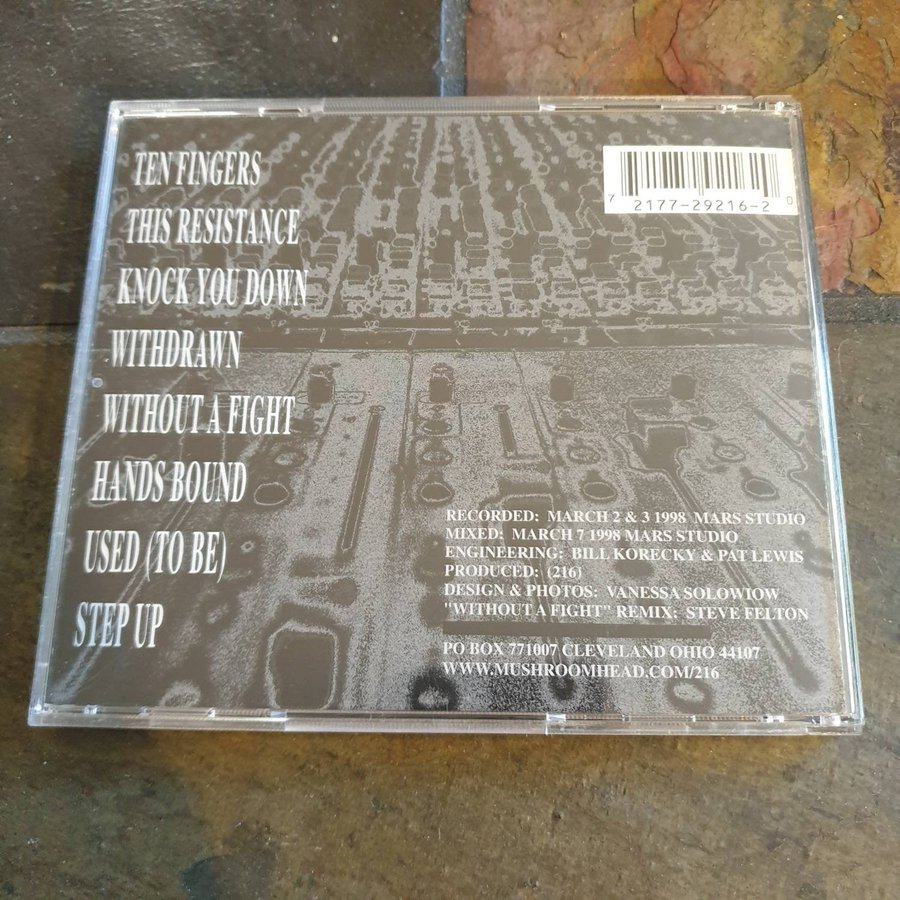 TEN FINGERS
THIS RESISTANCE
KNOCK YOU DOWN
WITHDRAWN
WITHOUT A FIGHT
HANDS BOUND
USED (TO BE)
STEP UP
7 2177-29216-2 0
RECORDED: MARCH 2 & 3 1998 MARS STUDIO
MIXED: MARCH 7 1998 MARS STUDIO
ENGINEERING: BILL KORECKY & PAT LEWIS
PRODUCED: (216)
DESIGN & PHOTOS: VANESSA SOLOWIOW
"WITHOUT A FIGHT" REMIX: STEVE FELTON
PO BOX 771007 CLEVELAND OHIO 44107
WWW.MUSHROOMHEAD.COM/216